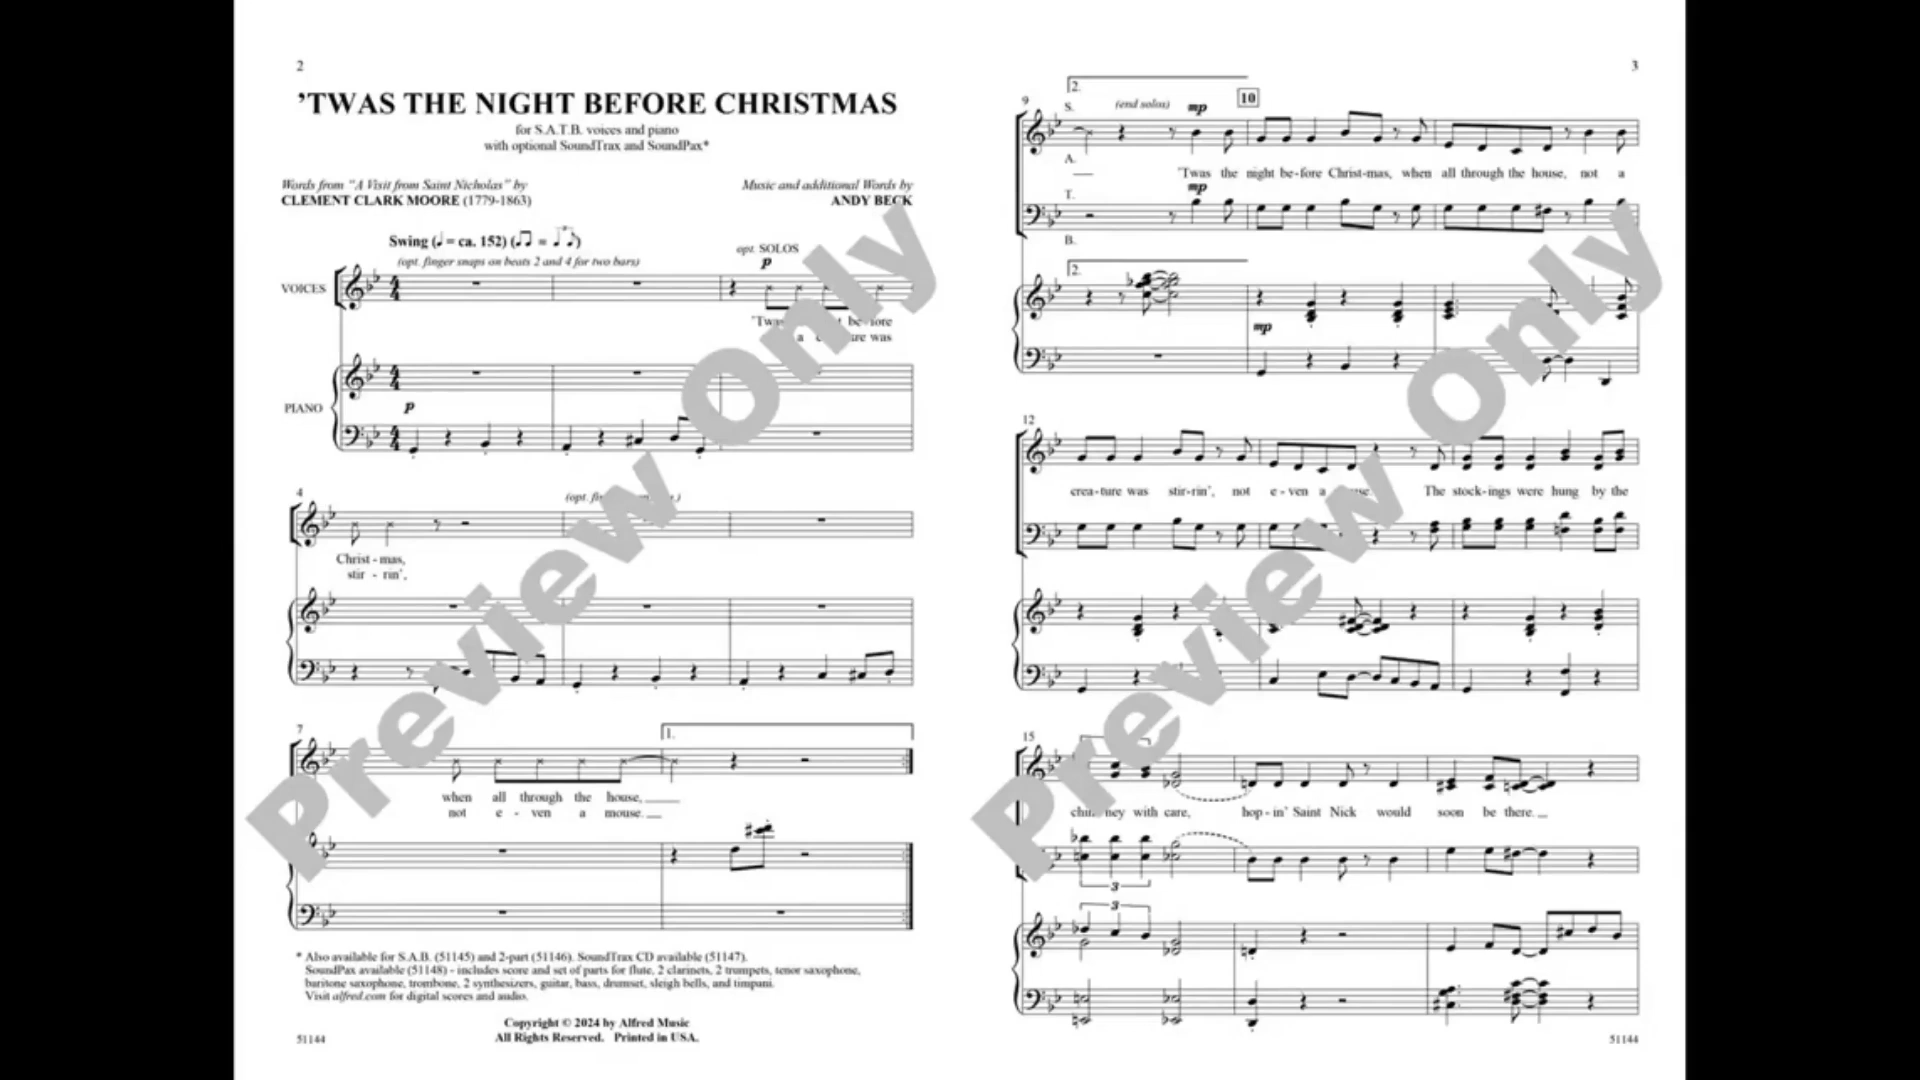 2
’TWAS THE NIGHT BEFORE CHRISTMAS
for S.A.T.B. voices and piano
with optional SoundTrax and SoundPax*
Words from “A Visit from Saint Nicholas” by
CLEMENT CLARK MOORE (1779-1863)
Music and additional Words by
ANDY BECK
Swing (♩ = ca. 152) (♫ = ♩ ♪)
(opt. finger snaps on beats 2 and 4 for two bars)
opt. SOLOS
p
VOICES
’Twas be - fore
a was
PIANO
p
4
Christ - mas,
stir - rin’,
7
1.
when all through the house,
not e - ven a mouse.
* Also available for S.A.B. (51145) and 2-part (51146). SoundTrax CD available (51147).
SoundPax available (51148) - includes score and set of parts for flute, 2 clarinets, 2 trumpets, tenor saxophone,
baritone saxophone, trombone, 2 synthesizers, guitar, bass, drumset, sleigh bells, and timpani.
Visit alfred.com for digital scores and audio.
Copyright © 2024 by Alfred Music
All Rights Reserved. Printed in USA.
51144
3
9
2.
S.
(end solos)
mp
10
A.
’Twas the night be-fore Christ-mas, when all through the house, not a
T.
mp
B.
2.
mp
12
crea-ture was stir-rin’, not e - ven a The stock-ings were hung by the
15
ney with care, hop - in’ Saint Nick would soon be there.
3
3
51144
Preview Only
Preview Only